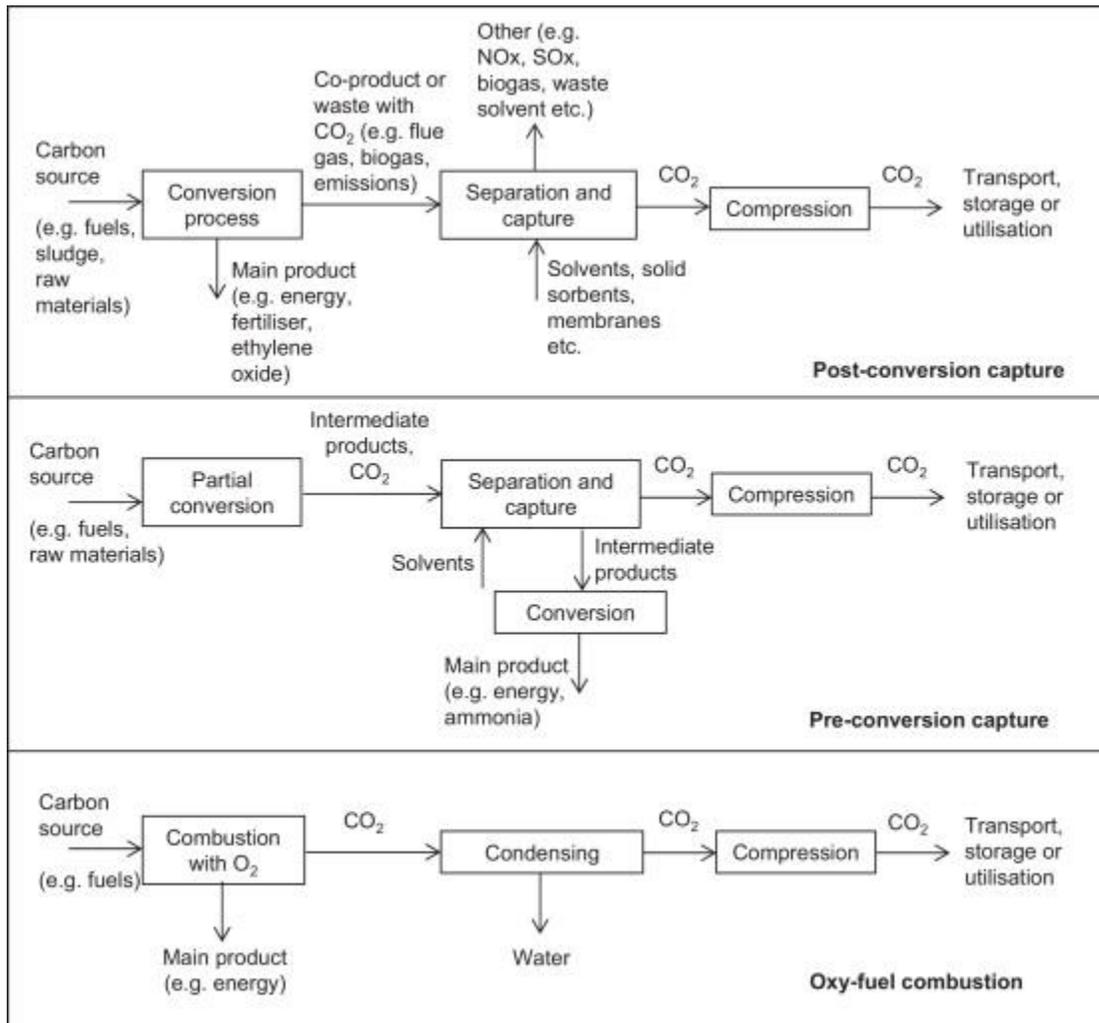 Other (e.g.
NOx, SOx,
biogas, waste
solvent etc.)
Co-product or
waste with
CO₂ (e.g. flue
gas, biogas,
emissions)
Carbon
source
(e.g. fuels,
sludge,
raw
materials)
Conversion
process
Main product
(e.g. energy,
fertiliser,
ethylene
oxide)
Separation and
capture
Solvents, solid
sorbents,
membranes
etc.
CO₂
Compression
CO₂
Transport,
storage or
utilisation
Post-conversion capture
Carbon
source
(e.g. fuels,
raw materials)
Partial
conversion
Intermediate
products,
CO₂
Separation and
capture
CO₂
Compression
CO₂
Transport,
storage or
utilisation
Solvents
Intermediate
products
Conversion
Main product
(e.g. energy,
ammonia)
Pre-conversion capture
Carbon
source
(e.g. fuels)
Combustion
with O₂
Main product
(e.g. energy)
CO₂
Condensing
Water
CO₂
Compression
CO₂
Transport,
storage or
utilisation
Oxy-fuel combustion